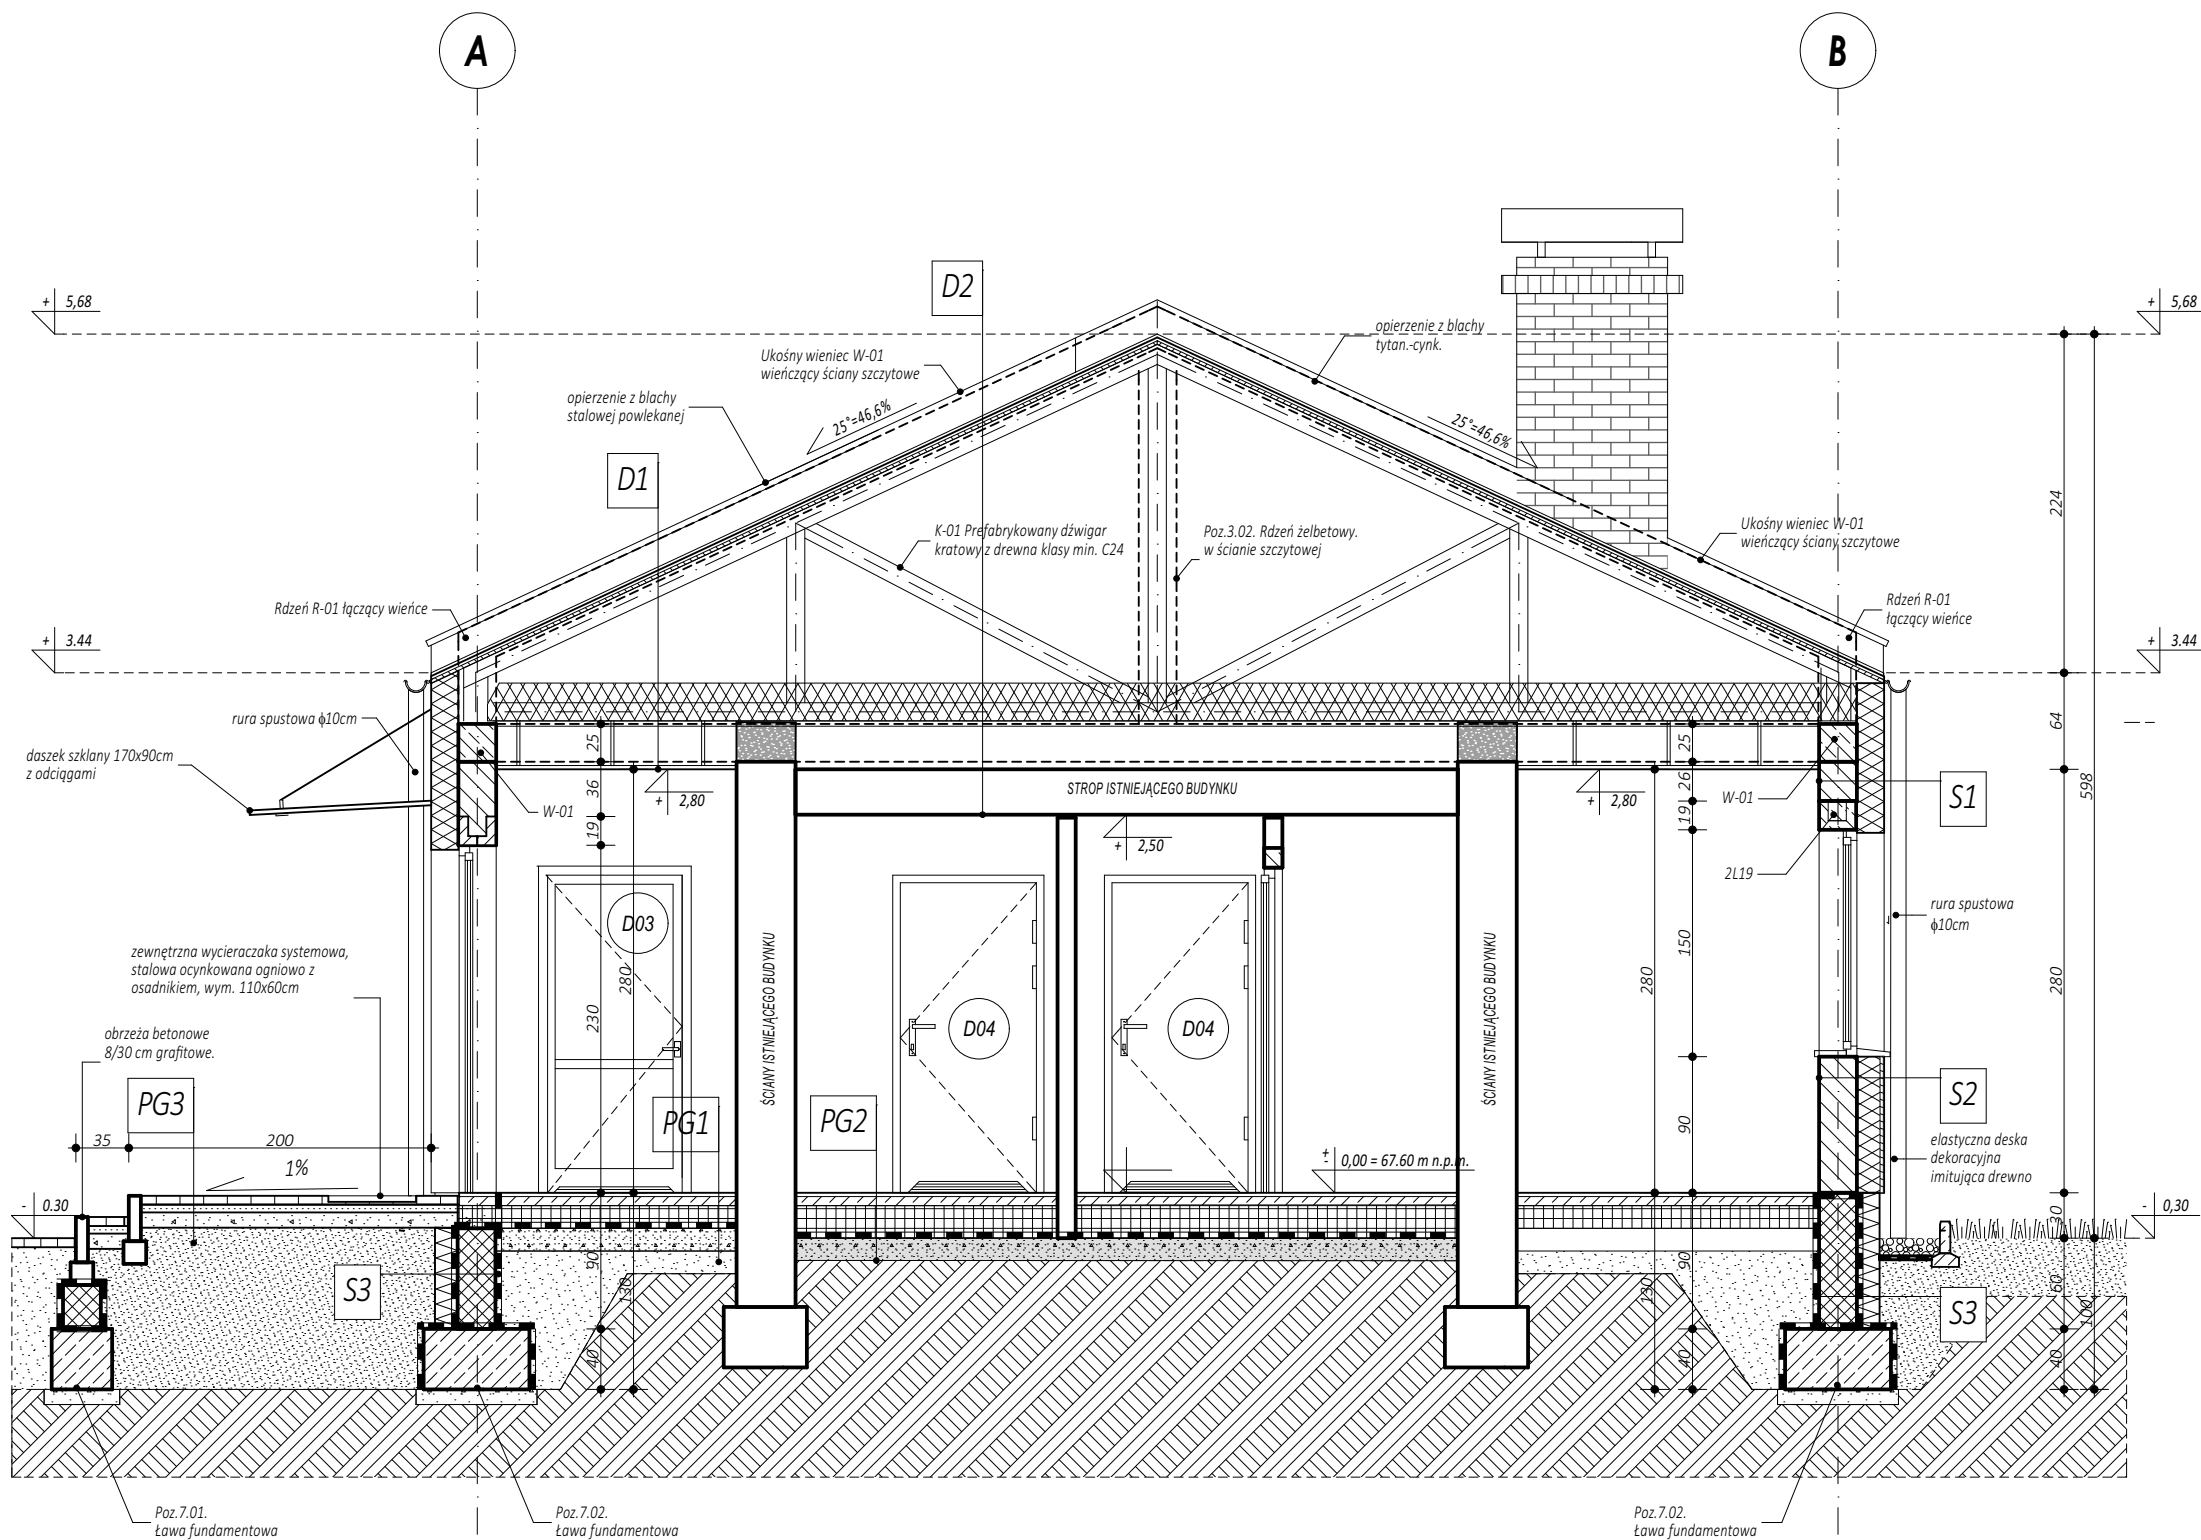 A
B
D2
+ 5,68
+ 5,68
opierzenie z blachy
tytan.-cynk.
Ukośny wieniec W-01
wieńczący ściany szczytowe
opierzenie z blachy
stalowej powlekanej
25°=46,6%
25°=46,6%
D1
224
K-01 Prefabrykowany dźwigar
kratowy z drewna klasy min. C24
Poz.3.02. Rdzeń żelbetowy.
w ścianie szczytowej
Ukośny wieniec W-01
wieńczący ściany szczytowe
Rdzeń R-01 łączący wieńce
Rdzeń R-01
łączący wieńce
+ 3.44
+ 3.44
rura spustowa ϕ10cm
daszek szklany 170x90cm
z odciągami
25
25
64
36
26
19
19
W-01
+ 2,80
STROP ISTNIEJĄCEGO BUDYNKU
+ 2,80
W-01
S1
598
+ 2,50
2L19
D03
rura spustowa
ϕ10cm
zewnętrzna wycieraczaka systemowa,
stalowa ocynkowana ogniowo z
osadnikiem, wym. 110x60cm
280
230
ŚCIANY ISTNIEJĄCEGO BUDYNKU
ŚCIANY ISTNIEJĄCEGO BUDYNKU
280
150
280
D04
D04
obrzeża betonowe
8/30 cm grafitowe.
PG3
PG1
PG2
S2
35
200
90
elastyczna deska
dekoracyjna
imitująca drewno
1%
+
- 0,00 = 67.60 m n.p.m.
- 0.30
- 0,30
30
S3
90
130
130
90
60
100
S3
40
40
40
Poz.7.01.
Ława fundamentowa
Poz.7.02.
Ława fundamentowa
Poz.7.02.
Ława fundamentowa